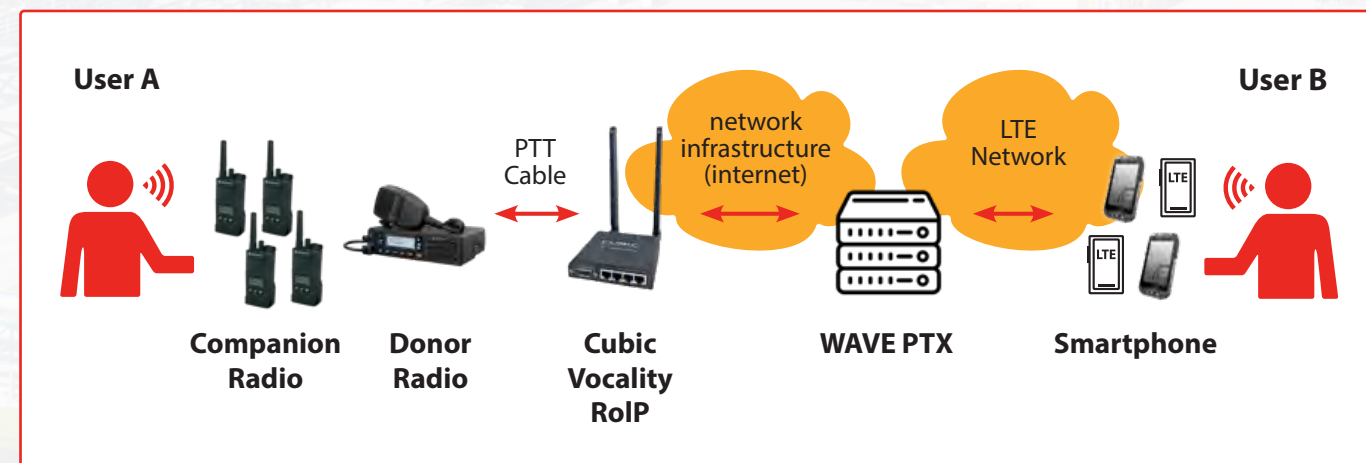 User A
User B
PTT
Cable
network
infrastructure
(internet)
LTE
Network
LTE
LTE
CUBIC
Companion
Radio
Donor
Radio
Cubic
Vocality
RoIP
WAVE PTX
Smartphone